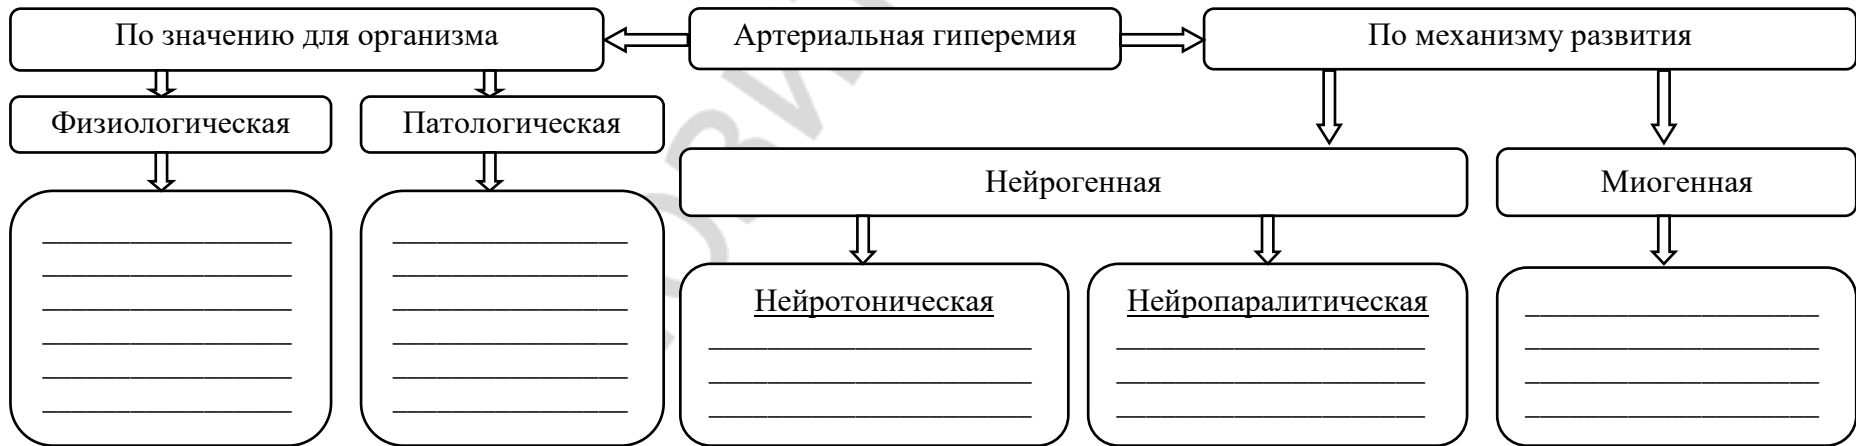 По значению для организма
Артериальная гиперемия
По механизму развития
Физиологическая
Патологическая
Нейрогенная
Миогенная
Нейротоническая
Нейропаралитическая